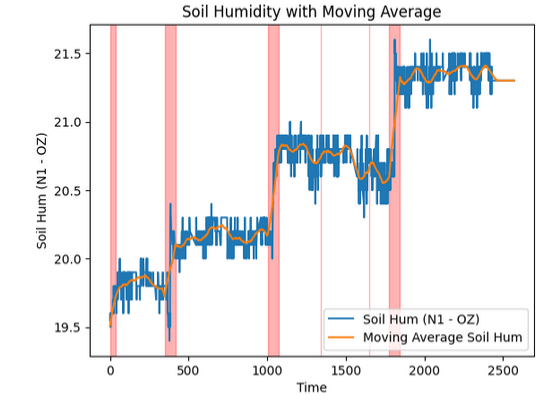 Soil Humidity with Moving Average
21.5
21.0
20.5
20.0
19.5
Soil Hum (N1 - OZ)
Soil Hum (N1 - OZ)
Moving Average Soil Hum
0 500 1000 1500 2000 2500
Time